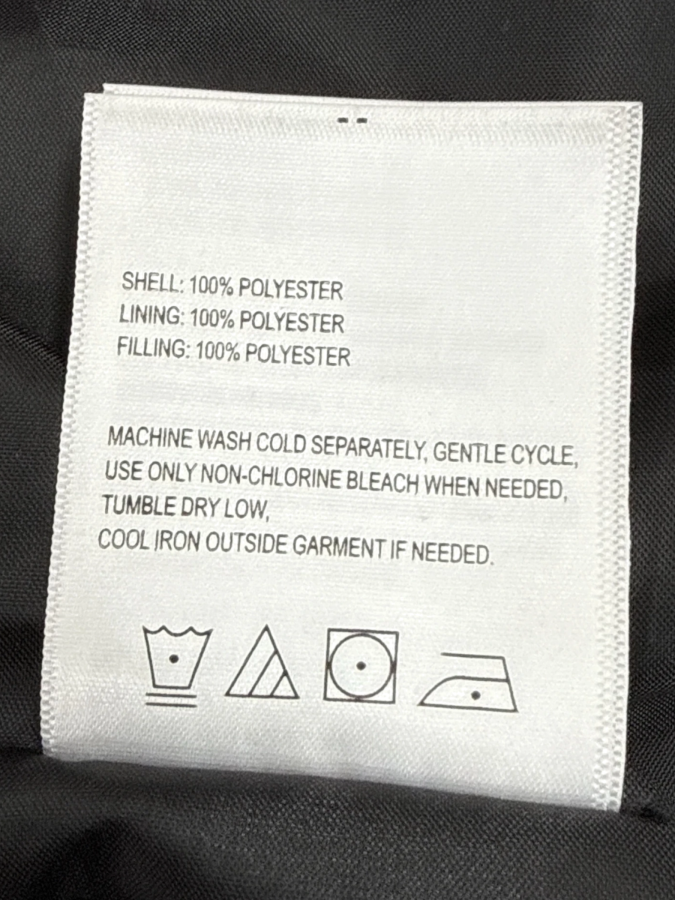 SHELL: 100% POLYESTER
LINING: 100% POLYESTER
FILLING: 100% POLYESTER
MACHINE WASH COLD SEPARATELY, GENTLE CYCLE,
USE ONLY NON-CHLORINE BLEACH WHEN NEEDED,
TUMBLE DRY LOW,
COOL IRON OUTSIDE GARMENT IF NEEDED.